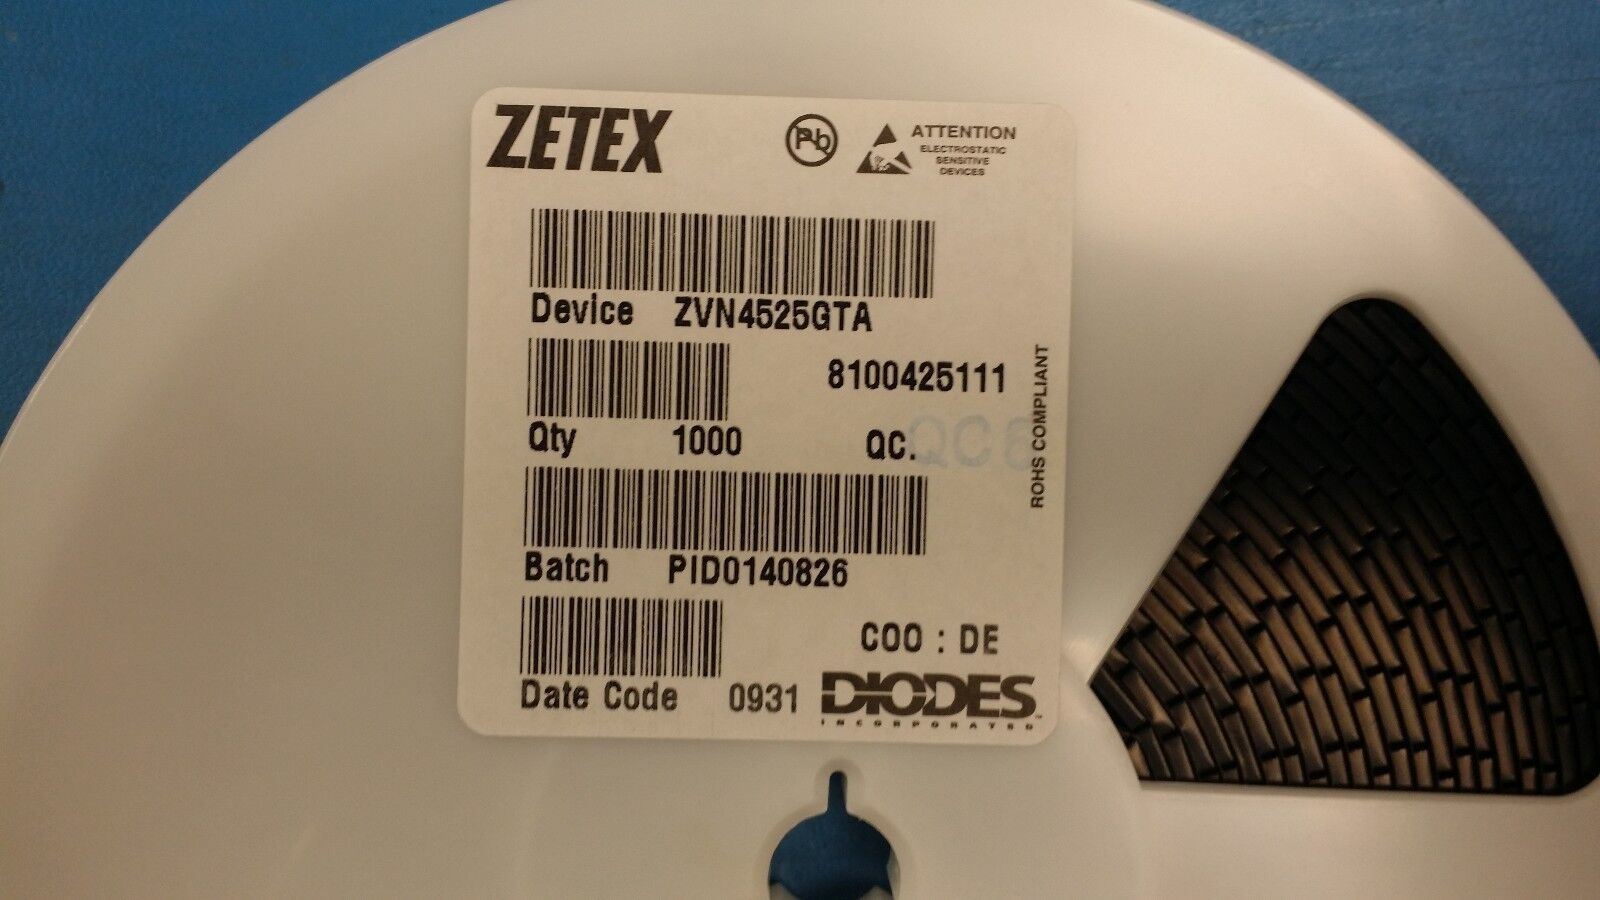 ZETEX
Pb
ATTENTION
ELECTROSTATIC
SENSITIVE
DEVICES
Device ZVN4525GTA
8100425111
Qty 1000 QC.
ROHS COMPLIANT
Batch PID0140826
COO : DE
Date Code 0931
DIODES
INCORPORATED